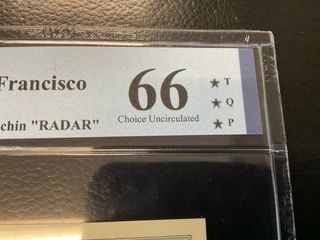 Francisco
66
★ T
Choice Uncirculated
★ Q
chin "RADAR"
★ P